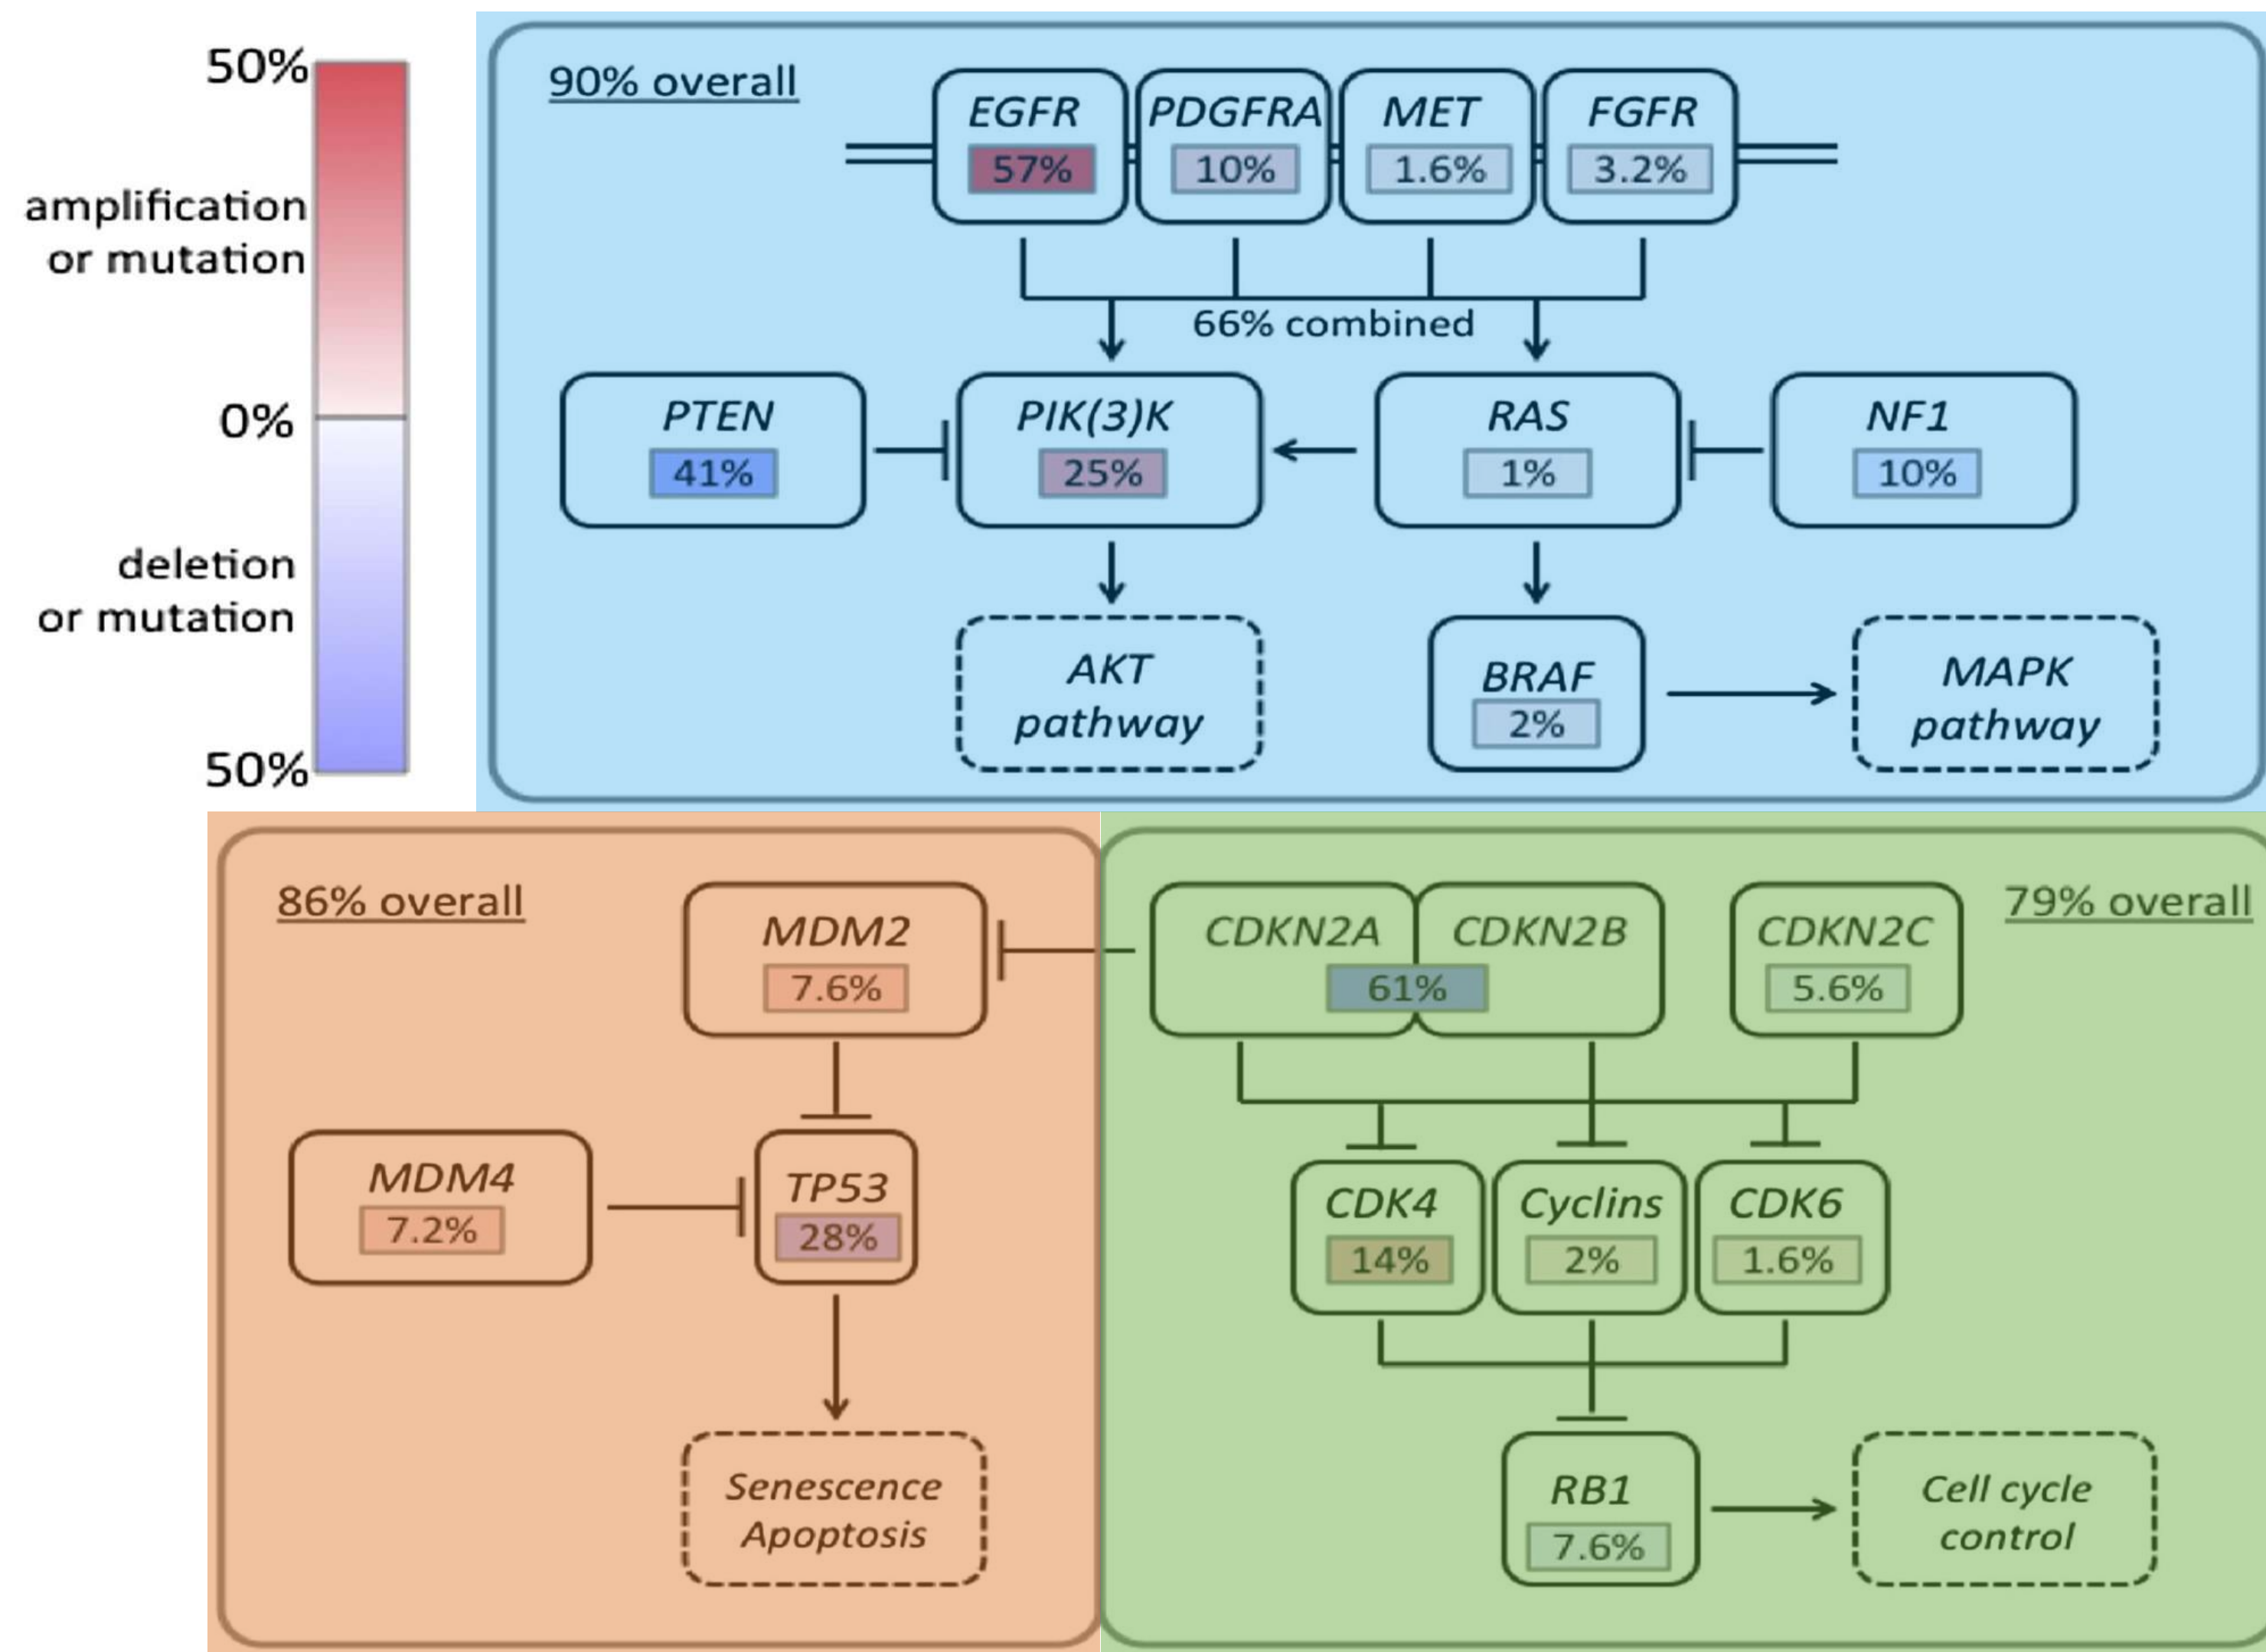 50%
amplification
or mutation
0%
deletion
or mutation
50%
90% overall
EGFR
57%
PDGFRA
10%
MET
1.6%
FGFR
3.2%
66% combined
PTEN
41%
PIK(3)K
25%
RAS
1%
NF1
10%
AKT
pathway
BRAF
2%
MAPK
pathway
86% overall
MDM2
7.6%
MDM4
7.2%
TP53
28%
Senescence
Apoptosis
CDKN2A
CDKN2B
61%
CDKN2C
5.6%
79% overall
CDK4
14%
Cyclins
2%
CDK6
1.6%
RB1
7.6%
Cell cycle
control